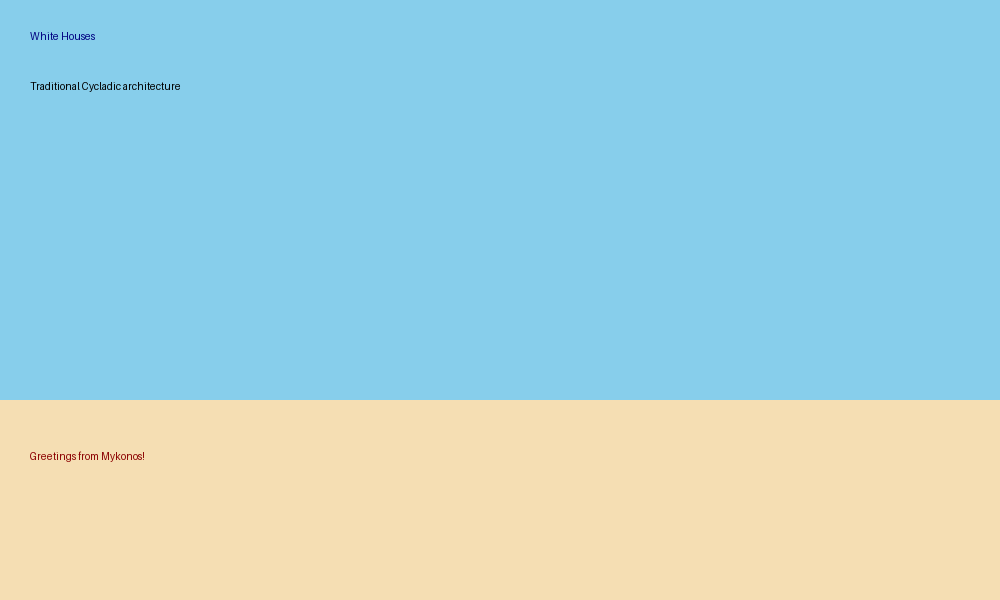 White Houses
Traditional Cycladic architecture
Greetings from Mykonos!